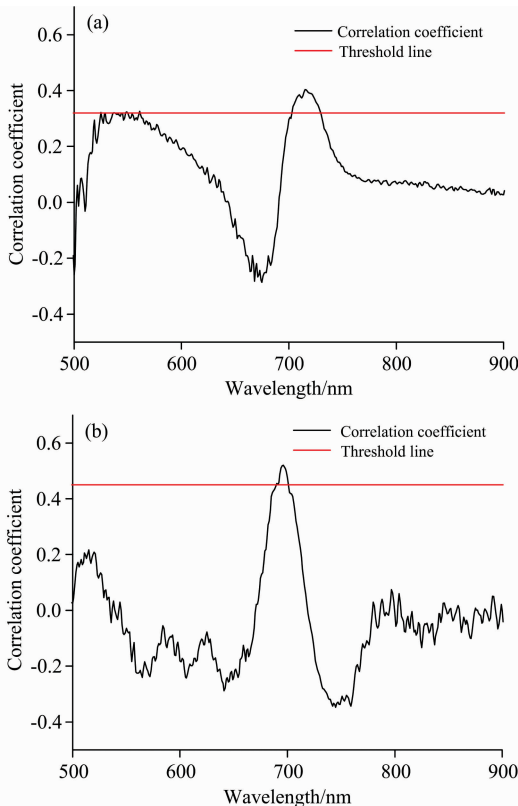 (a)
Correlation coefficient
Threshold line
0.6
0.4
0.2
0.0
-0.2
-0.4
Correlation coefficient
500
600
700
800
900
Wavelength/nm
(b)
Correlation coefficient
Threshold line
0.6
0.4
0.2
0.0
-0.2
-0.4
Correlation coefficient
500
600
700
800
900
Wavelength/nm